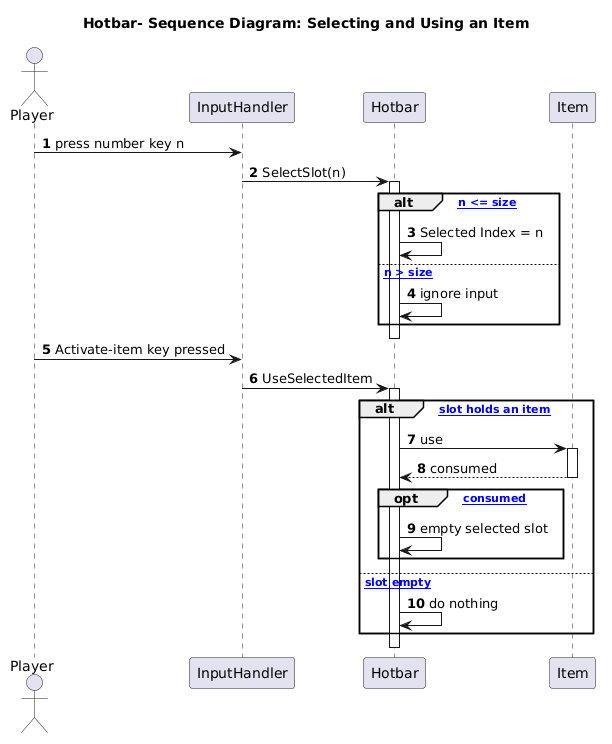 Hotbar- Sequence Diagram: Selecting and Using an Item
Player
InputHandler
Hotbar
Item
1 press number key n
2 SelectSlot(n)
alt
n <= size
3 Selected Index = n
n > size
4 ignore input
5 Activate-item key pressed
6 UseSelectedItem
alt
slot holds an item
7 use
8 consumed
opt
consumed
9 empty selected slot
slot empty
10 do nothing
Player
InputHandler
Hotbar
Item